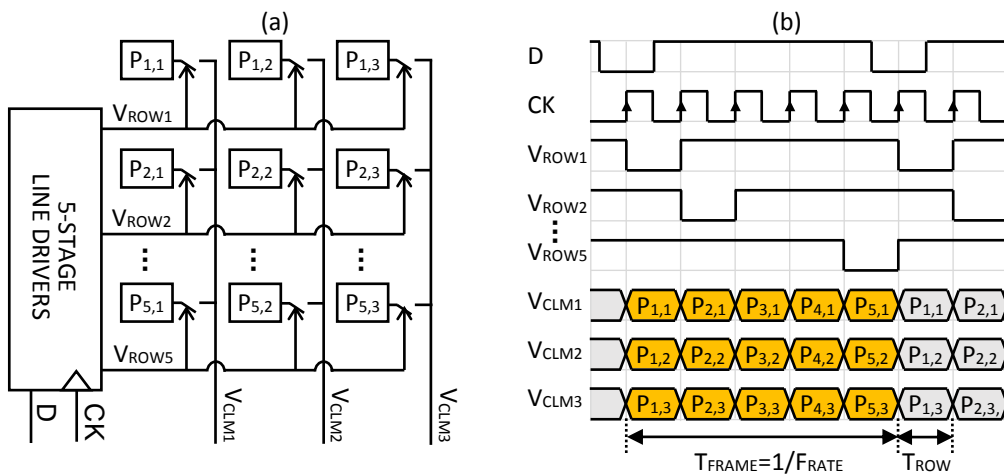 (a)
P1,1 P1,2 P1,3
VROW1
P2,1 P2,2 P2,3
VROW2
... ... ...
P5,1 P5,2 P5,3
VROW5
5-STAGE
LINE DRIVERS
D
CK
VCLM1
VCLM2
VCLM3
(b)
D
CK
VROW1
VROW2
...
VROW5
VCLM1 P1,1 P2,1 P3,1 P4,1 P5,1 P1,1 P2,1
VCLM2 P1,2 P2,2 P3,2 P4,2 P5,2 P1,2 P2,2
VCLM3 P1,3 P2,3 P3,3 P4,3 P5,3 P1,3 P2,3,
TFRAME=1/FRATE TROW